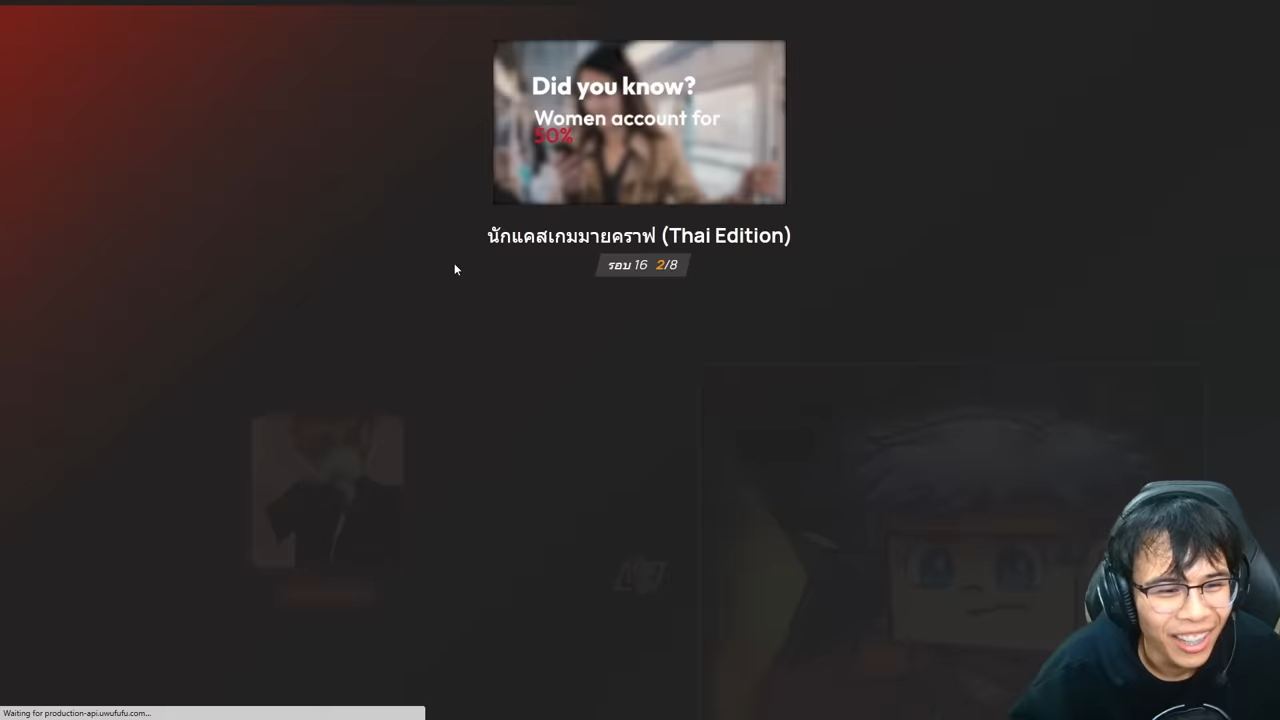 Did you know?
Women account for
50%
นักแคสเกมมายคราฟ (Thai Edition)
รอบ 16 2/8
Waiting for production-api.uwufufu.com...